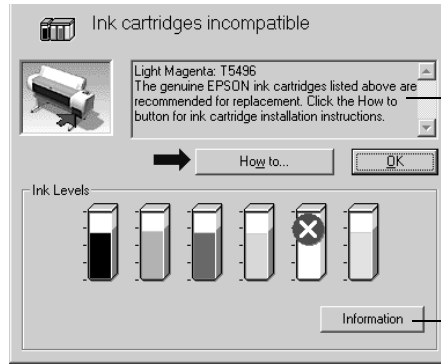 Ink cartridges incompatible
Light Magenta: T5496
The genuine EPSON ink cartridges listed above are
recommended for replacement. Click the How to
button for ink cartridge installation instructions.
How to...
OK
Ink Levels
Information